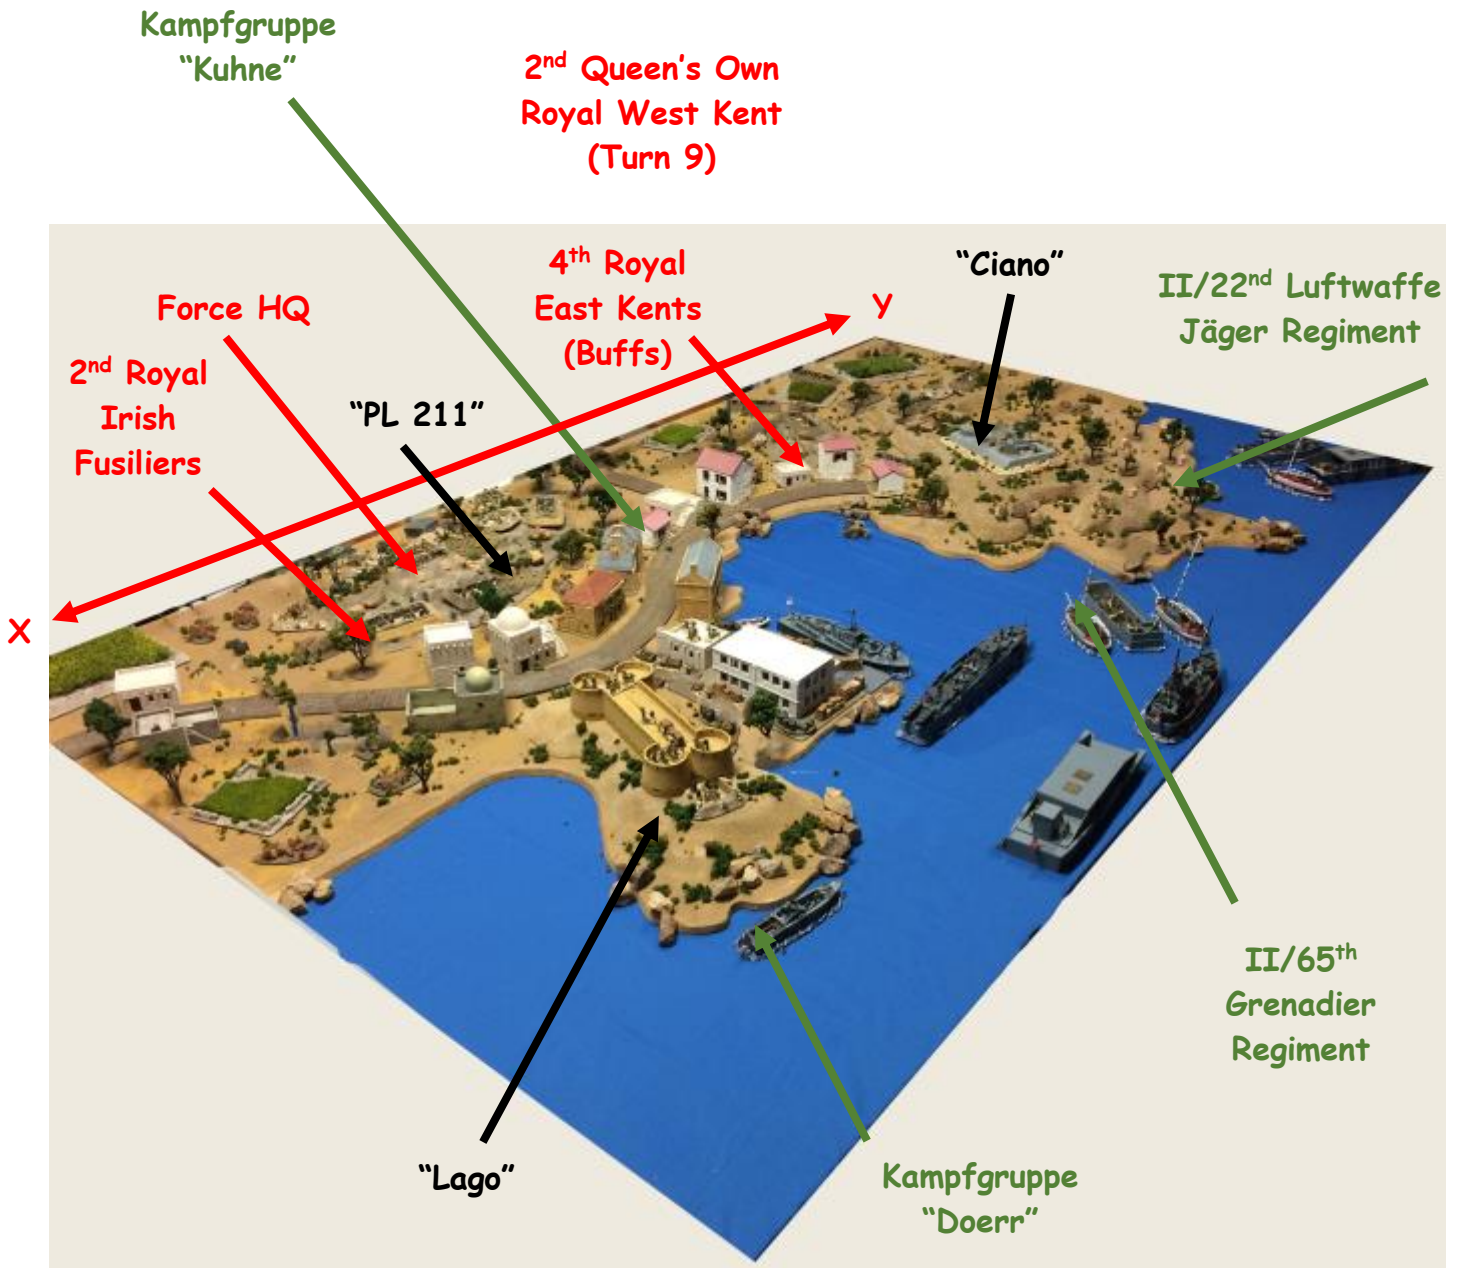 Kampfgruppe
“Kuhne”
2nd Queen’s Own
Royal West Kent
(Turn 9)
4th Royal
East Kents
(Buffs)
“Ciano”
II/22nd Luftwaffe
Jäger Regiment
Force HQ
Y
2nd Royal
Irish
Fusiliers
“PL 211”
X
II/65th
Grenadier
Regiment
“Lago”
Kampfgruppe
“Doerr”